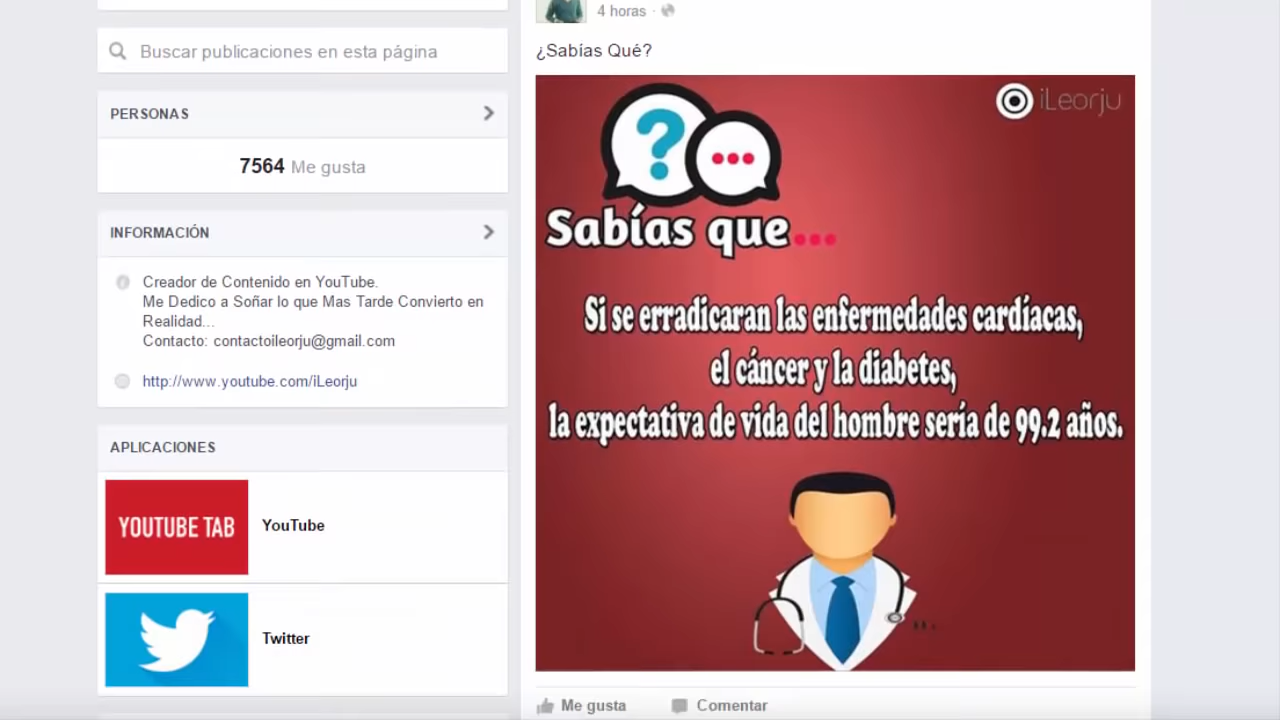 Buscar publicaciones en esta página
PERSONAS
7564 Me gusta
INFORMACIÓN
Creador de Contenido en YouTube.
Me Dedico a Soñar lo que Mas Tarde Convierto en
Realidad...
Contacto: contactoileorju@gmail.com
http://www.youtube.com/iLeorju
APLICACIONES
YOUTUBE TAB
YouTube
Twitter
4 horas ·
¿Sabías Qué?
iLeorju
?
...
Sabías que...
Si se erradicaran las enfermedades cardíacas,
el cáncer y la diabetes,
la expectativa de vida del hombre sería de 99.2 años.
Me gusta
Comentar